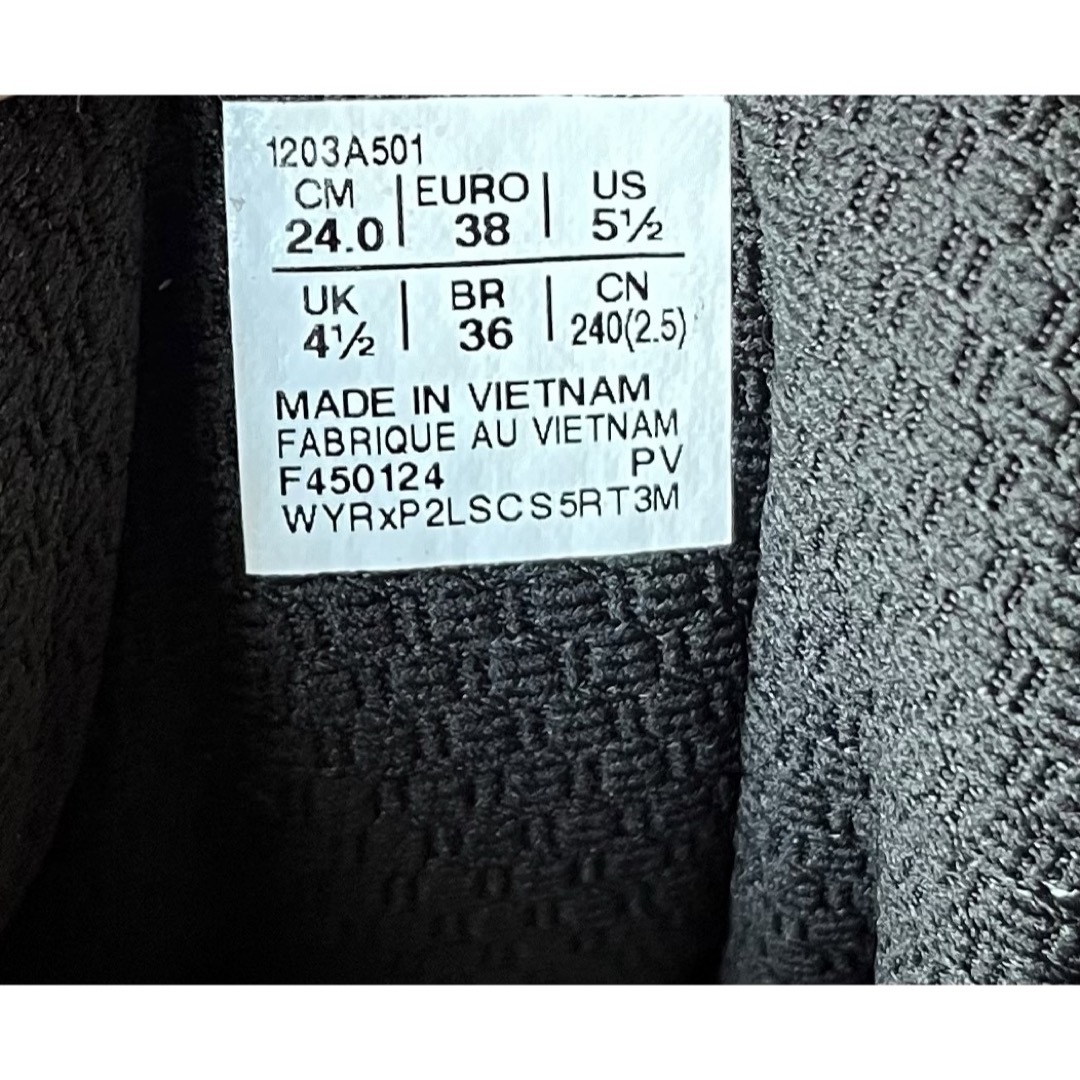 1203A501
CM | EURO | US
24.0 | 38 | 5½
UK | BR | CN
4½ | 36 | 240(2.5)
MADE IN VIETNAM
FABRIQUE AU VIETNAM
F450124 PV
WYRxP2LSCS5RT3M